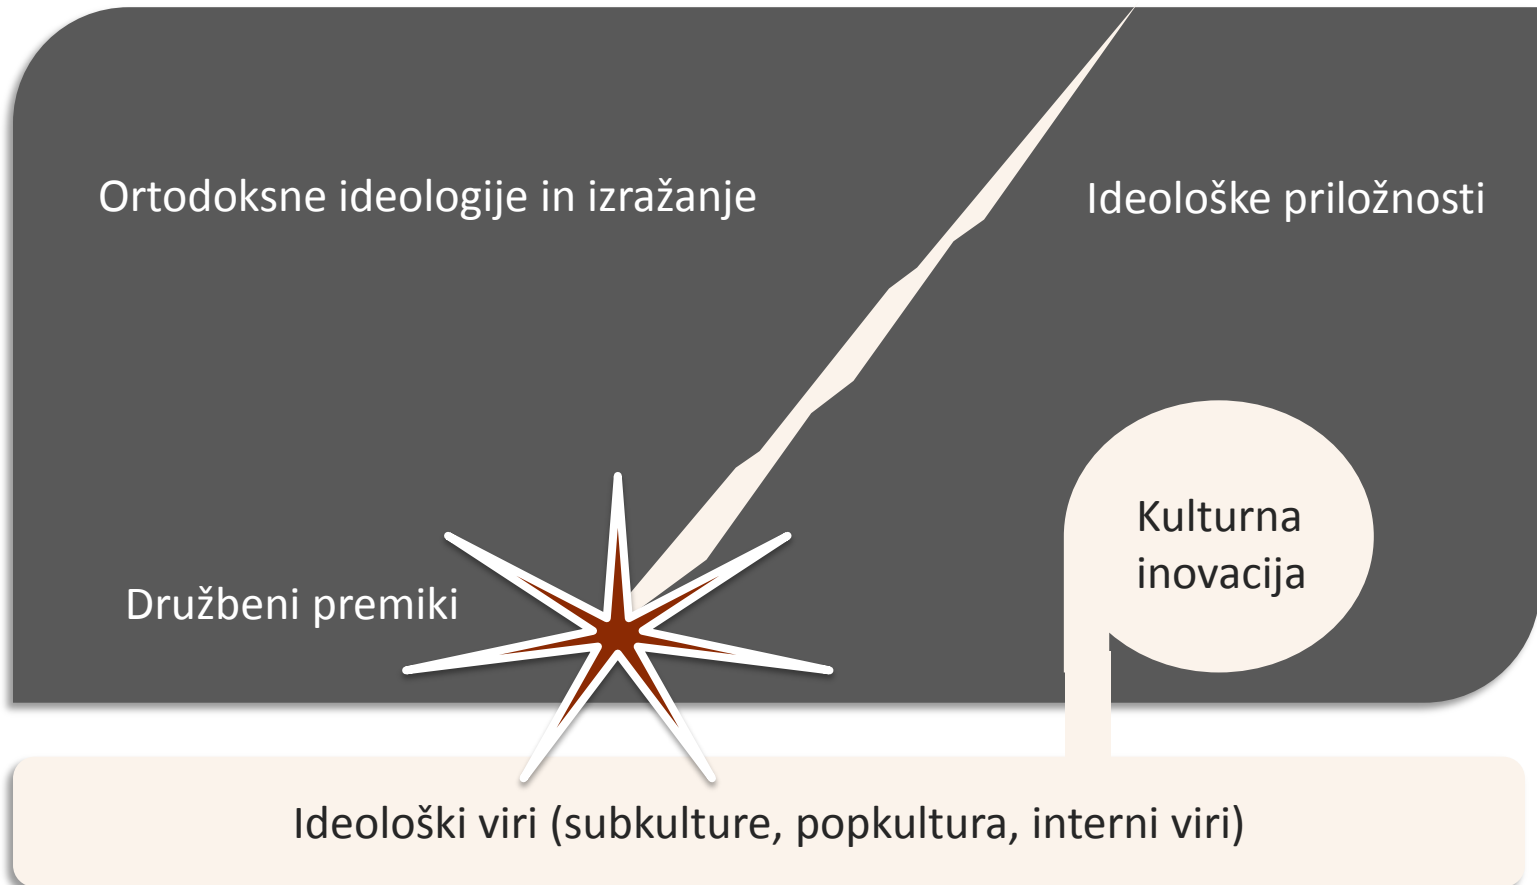 Ortodoksne ideologije in izražanje
Ideološke priložnosti
Kulturna
inovacija
Družbeni premiki
Ideološki viri (subkulture, popkultura, interni viri)